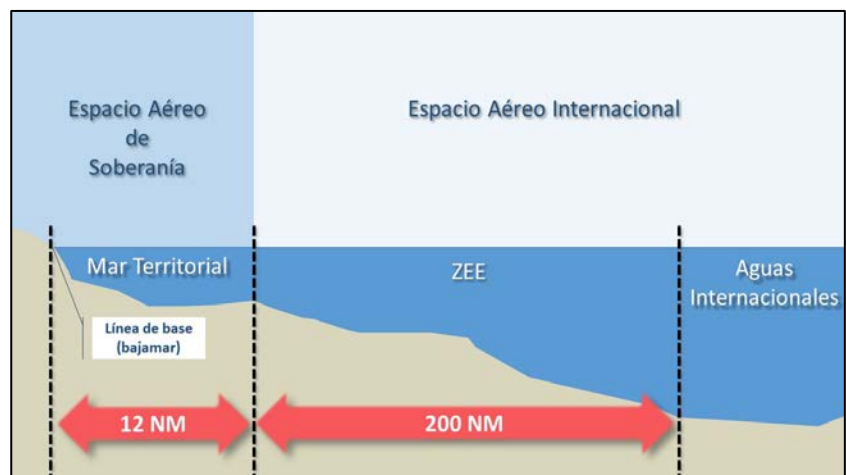 Espacio Aéreo
de
Soberanía
Espacio Aéreo Internacional
Mar Territorial
ZEE
Aguas
Internacionales
Línea de base
(bajamar)
12 NM
200 NM